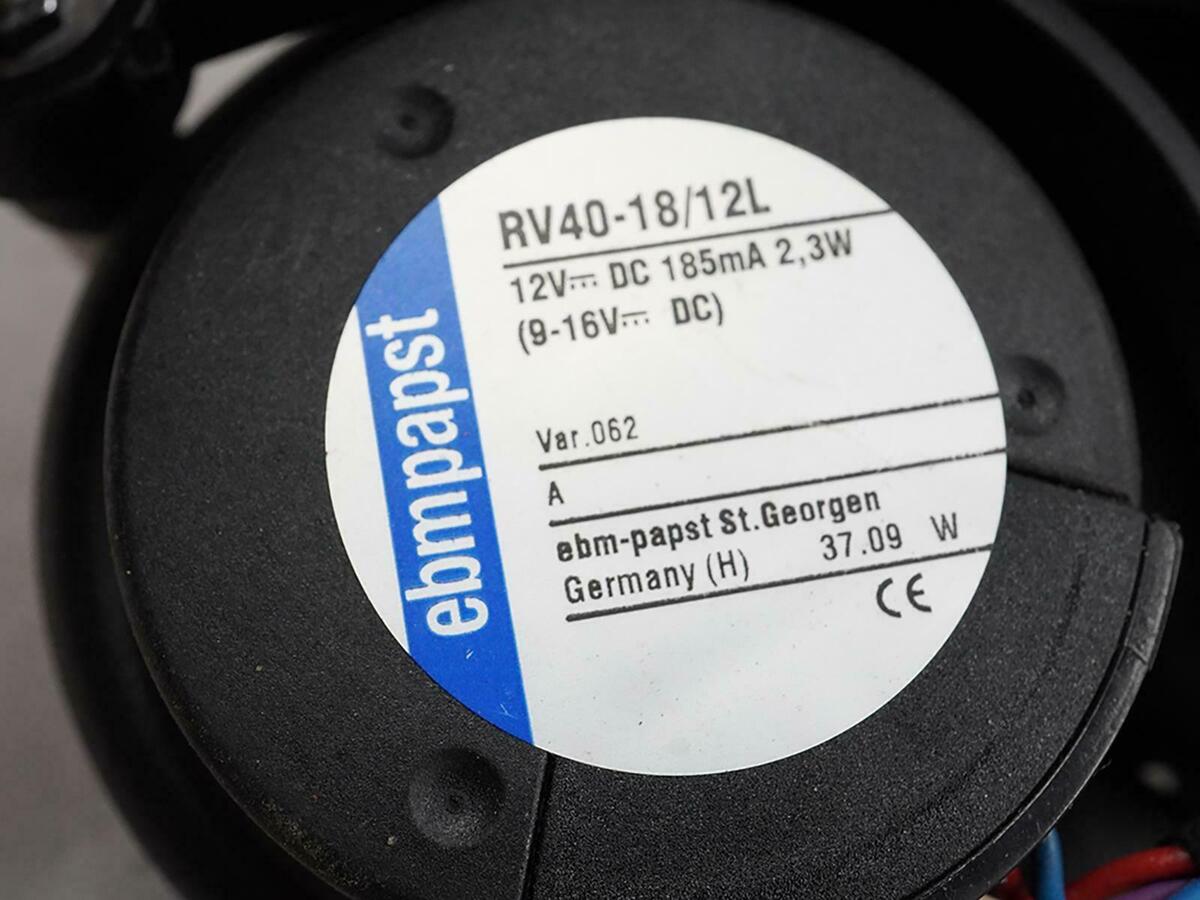 ebmpapst
RV40-18/12L
12V⎓ DC 185mA 2,3W
(9-16V⎓ DC)
Var.062
A
ebm-papst St.Georgen
Germany (H) 37.09 W
CE